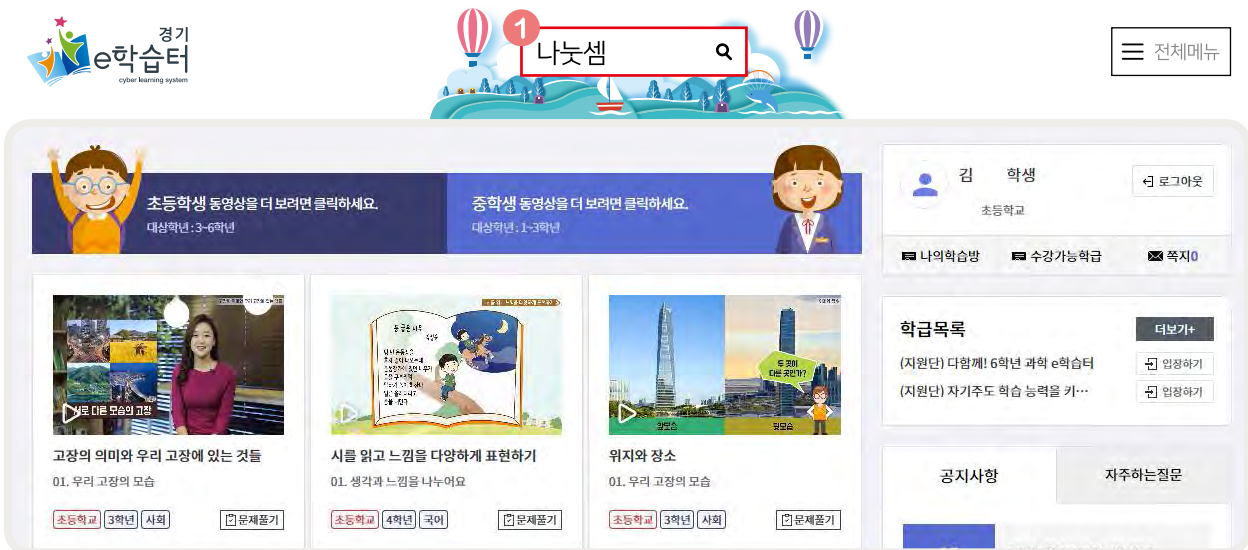 경기
e학습터
cyber learning system
1
나눗셈
전체메뉴
초등학생 동영상을 더 보려면 클릭하세요.
대상학년 : 3~6학년
중학생 동영상을 더 보려면 클릭하세요.
대상학년 : 1~3학년
김 학생
로그아웃
초등학교
나의학습방
수강가능학급
쪽지0
학급목록
더보기+
(지원단) 다함께! 6학년 과학 e학습터
입장하기
(지원단) 자기주도 학습 능력을 키…
입장하기
공지사항
자주하는질문
서로 다른 모습의 고장
고장의 의미와 우리 고장에 있는 것들
01. 우리 고장의 모습
초등학교 3학년 사회
문제풀기
시를 읽고 느낌을 다양하게 표현하기
01. 생각과 느낌을 나누어요
초등학교 4학년 국어
문제풀기
두 곳이
다른 곳인가?
앞모습
뒷모습
위치와 장소
01. 우리 고장의 모습
초등학교 3학년 사회
문제풀기